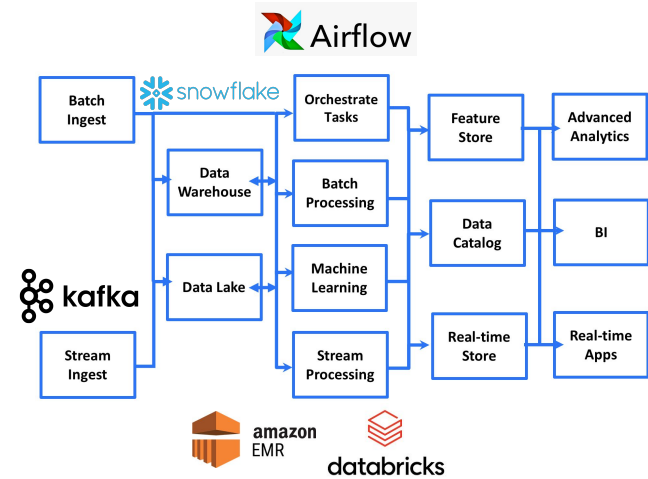 Airflow
snowflake
Batch
Ingest
Orchestrate
Tasks
Feature
Store
Advanced
Analytics
Data
Warehouse
Batch
Processing
Data
Catalog
BI
Data Lake
Machine
Learning
kafka
Stream
Ingest
Stream
Processing
Real-time
Store
Real-time
Apps
amazon
EMR
databricks